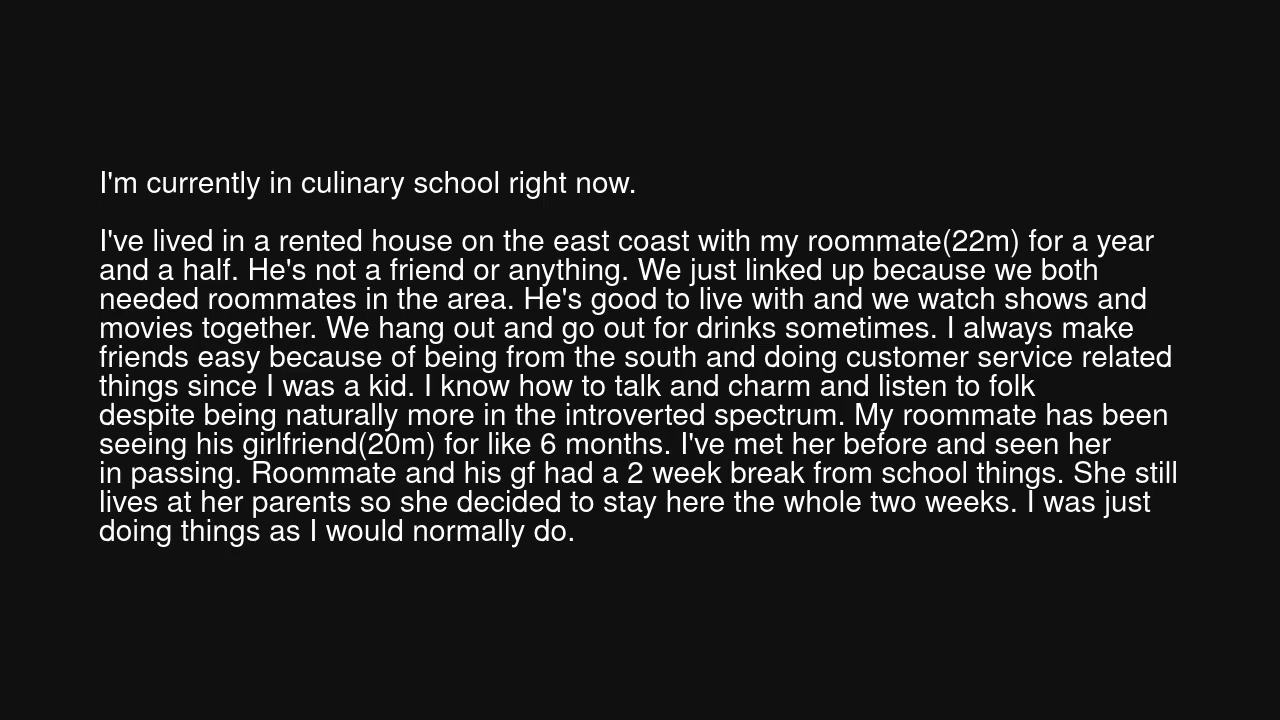 I'm currently in culinary school right now.
I've lived in a rented house on the east coast with my roommate(22m) for a year
and a half. He's not a friend or anything. We just linked up because we both
needed roommates in the area. He's good to live with and we watch shows and
movies together. We hang out and go out for drinks sometimes. I always make
friends easy because of being from the south and doing customer service related
things since I was a kid. I know how to talk and charm and listen to folk
despite being naturally more in the introverted spectrum. My roommate has been
seeing his girlfriend(20m) for like 6 months. I've met her before and seen her
in passing. Roommate and his gf had a 2 week break from school things. She still
lives at her parents so she decided to stay here the whole two weeks. I was just
doing things as I would normally do.